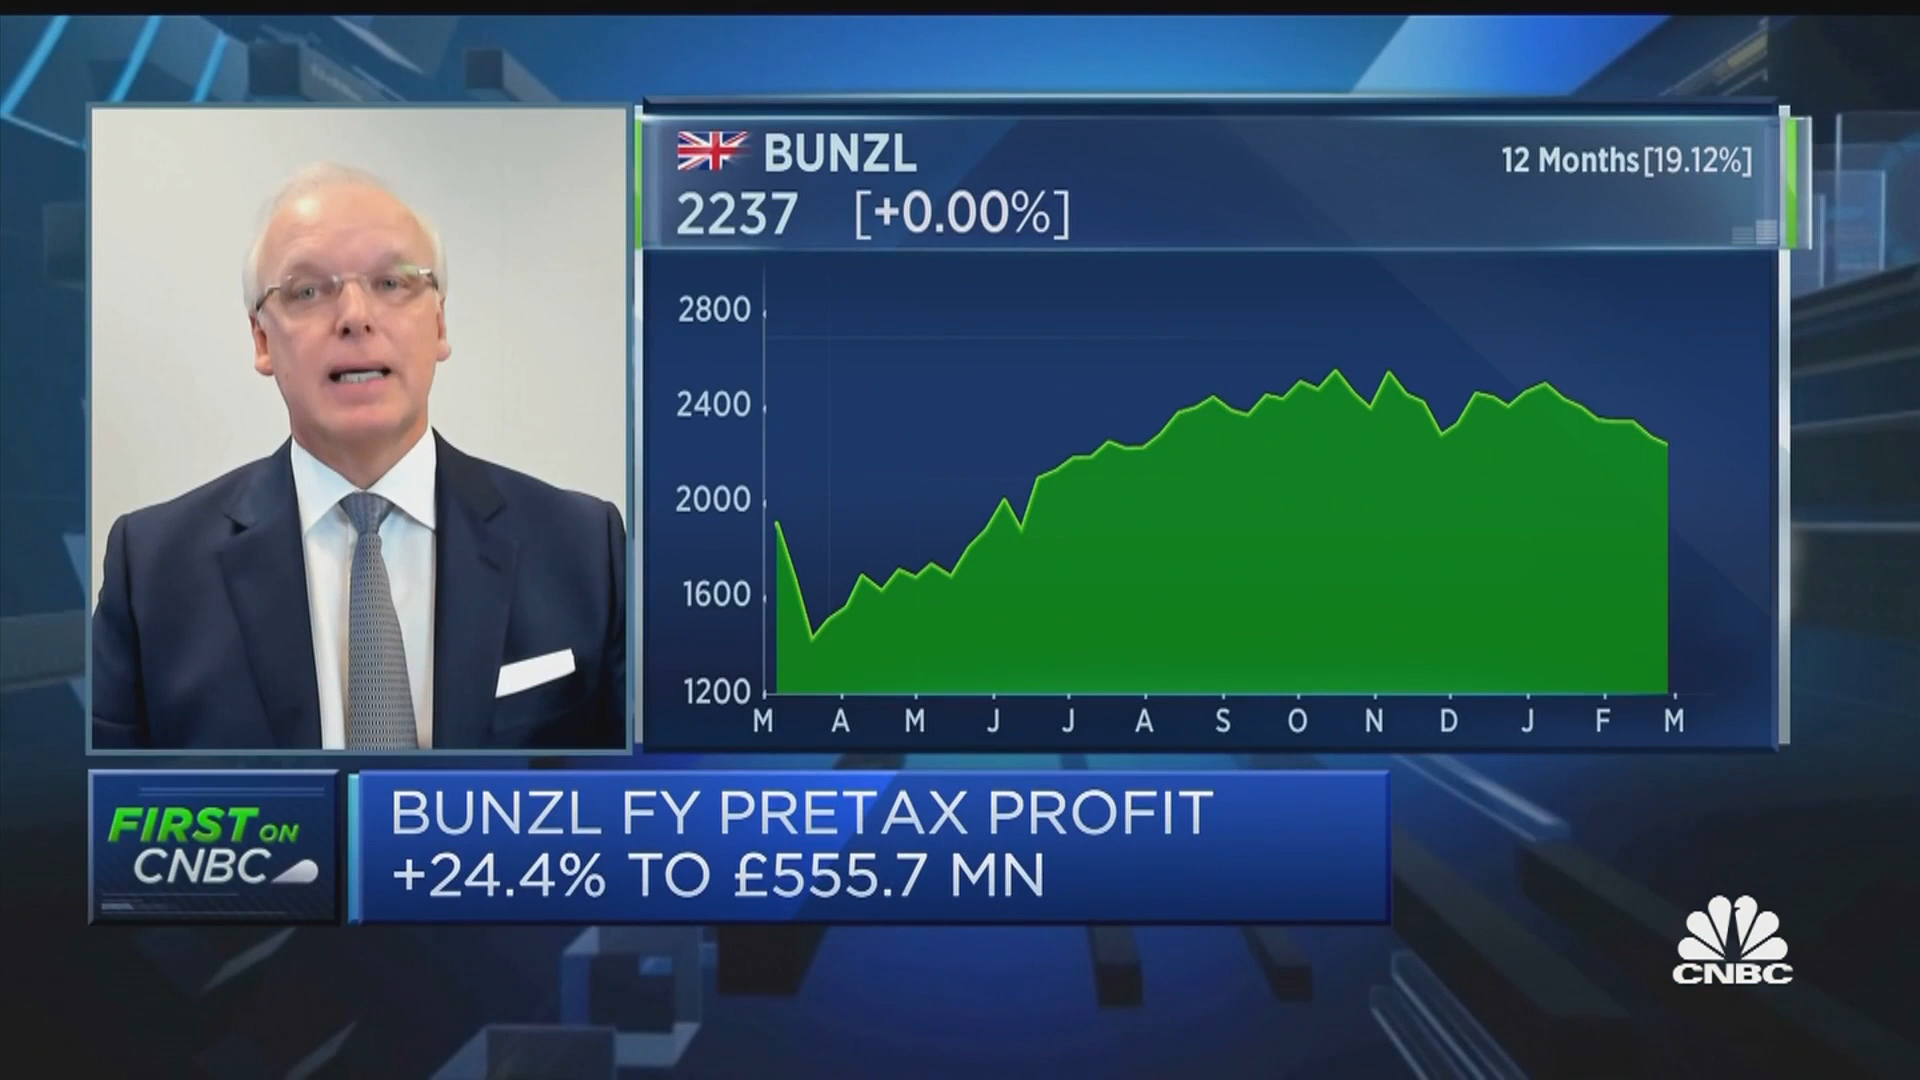 BUNZL
12 Months[19.12%]
2237 [+0.00%]
2800
2400
2000
1600
1200
M A M J J A S O N D J F M
FIRST ON
CNBC
BUNZL FY PRETAX PROFIT
+24.4% TO £555.7 MN
CNBC